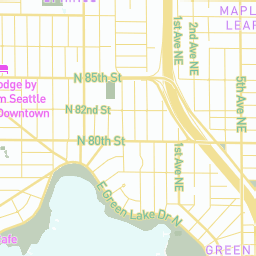 MAPL
LEAF
1st Ave NE
2nd Ave NE
5th Ave NE
N 85th St
odge by
m Seattle
Downtown
N 82nd St
N 80th St
1st Ave NE
E Green Lake Dr N
afe
GREEN